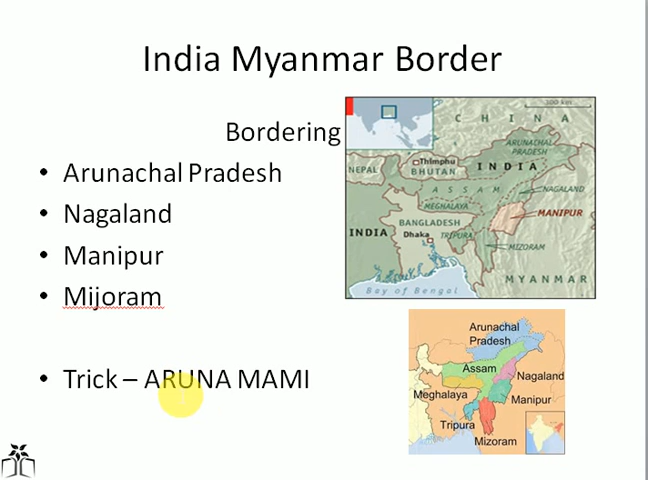 India Myanmar Border
Bordering
• Arunachal Pradesh
• Nagaland
• Manipur
• Mijoram
• Trick – ARUNA MAMI
300 km
CHINA
ARUNACHAL
PRADESH
Thimphu
INDIA
NEPAL
BHUTAN
ASSAM
NAGALAND
MEGHALAYA
MANIPUR
BANGLADESH
INDIA
Dhaka
TRIPURA
MIZORAM
MYANMAR
Bay of Bengal
Arunachal
Pradesh
Assam
Nagaland
Meghalaya
Manipur
Tripura
Mizoram